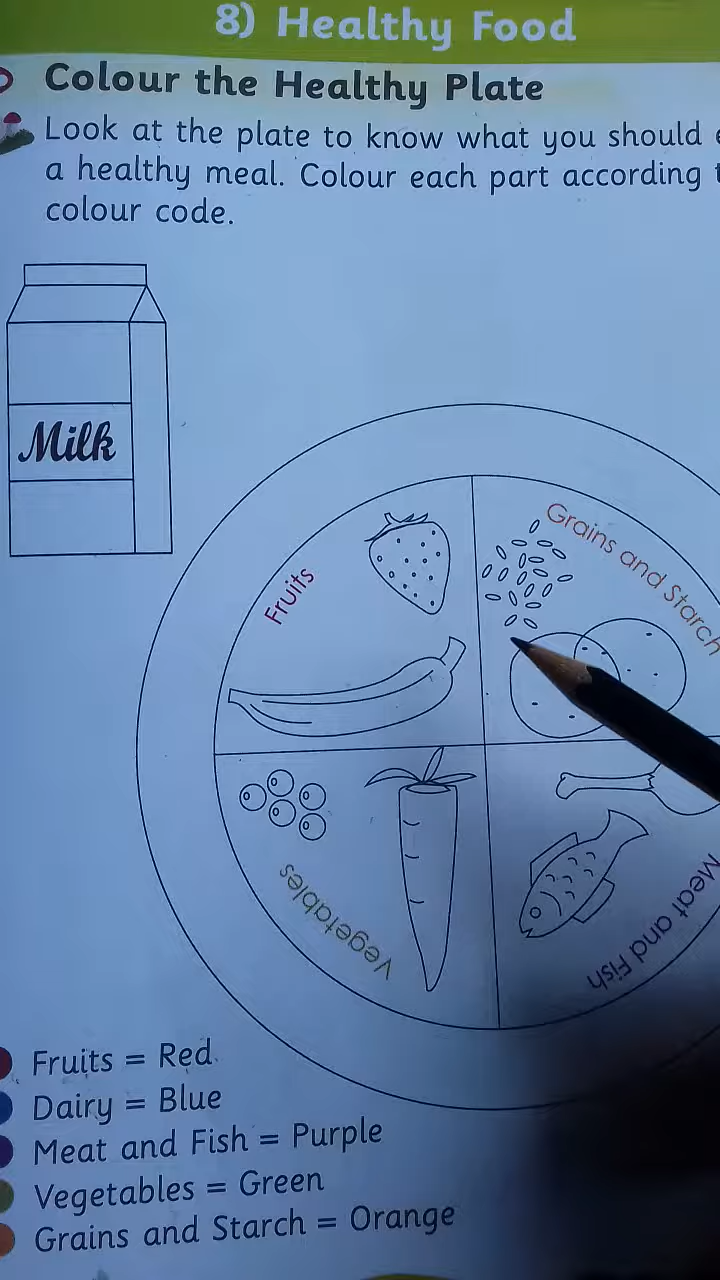 8) Healthy Food
Colour the Healthy Plate
Look at the plate to know what you should
a healthy meal. Colour each part according
colour code.
Milk
Fruits
Grains and Starch
Vegetables
Meat and Fish
Fruits = Red
Dairy = Blue
Meat and Fish = Purple
Vegetables = Green
Grains and Starch = Orange